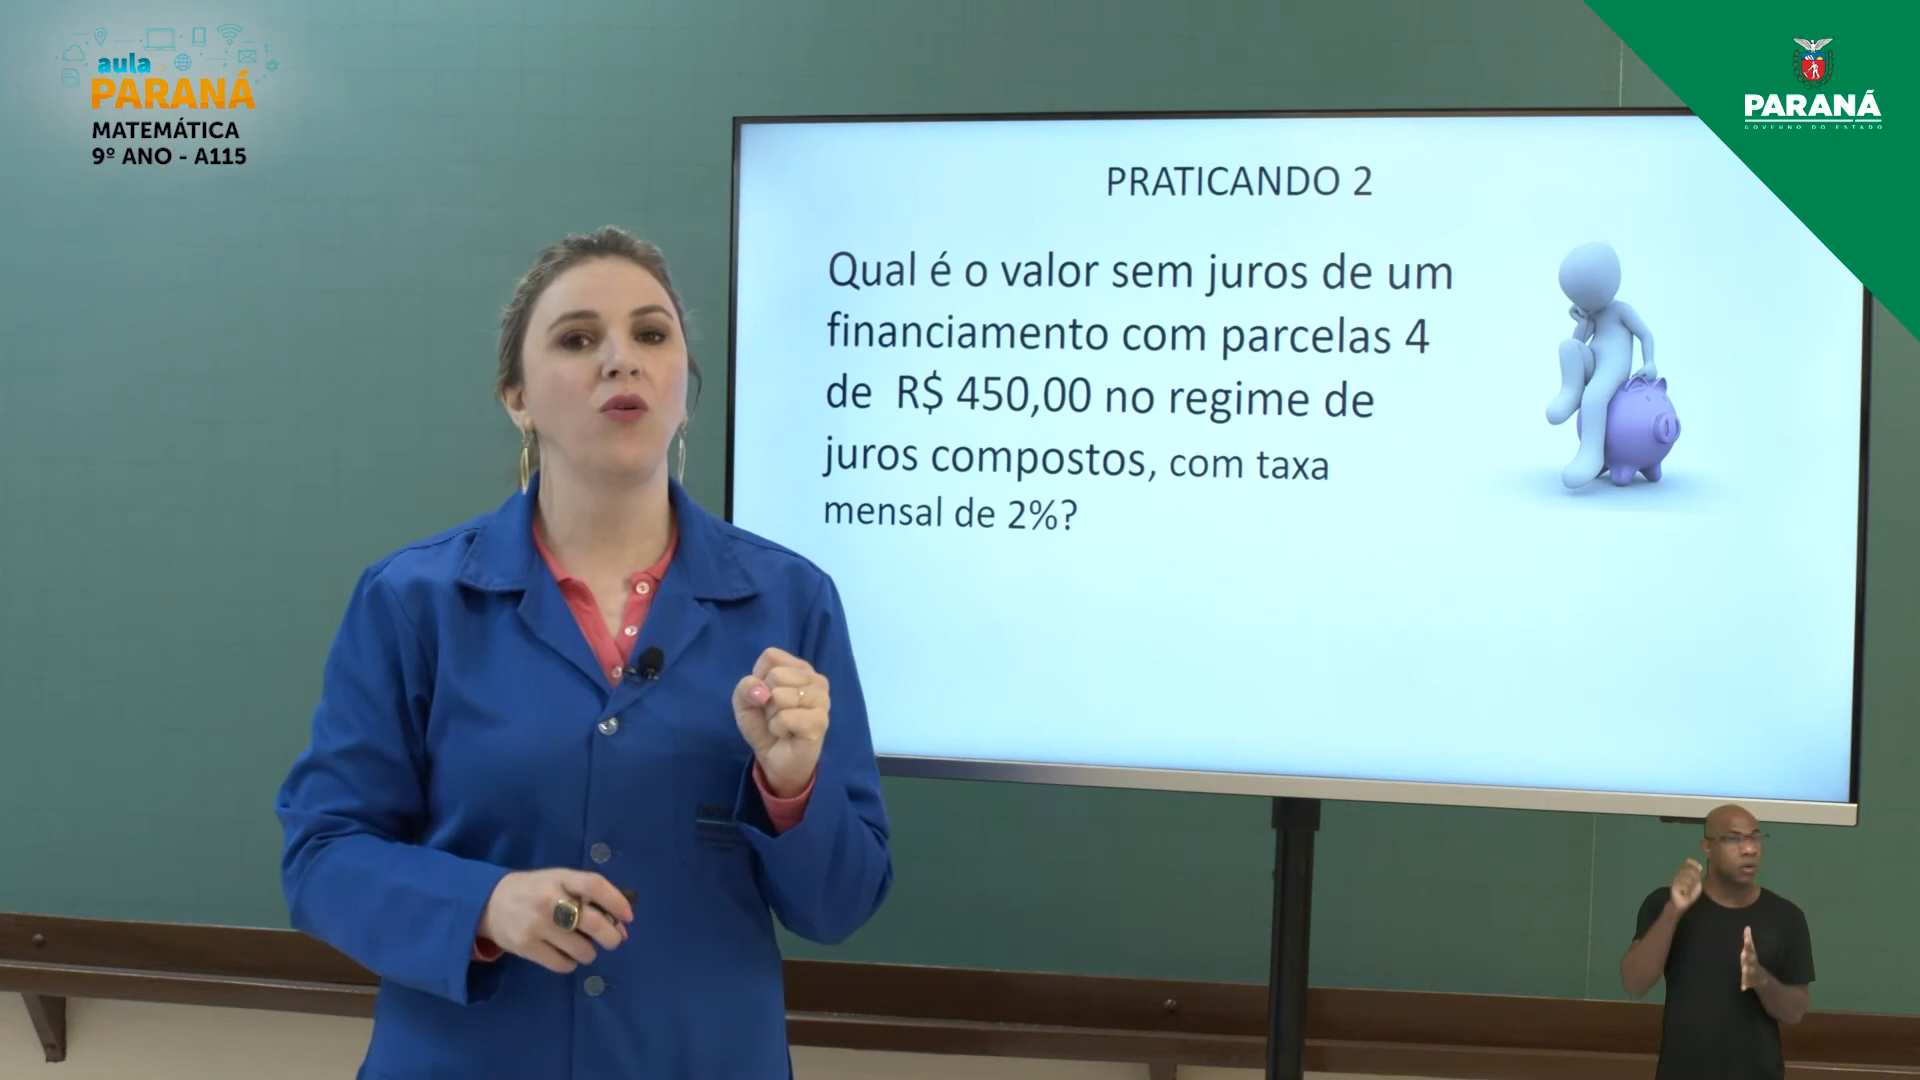 aula
PARANÁ
MATEMÁTICA
9º ANO - A115
PARANÁ
GOVERNO DO ESTADO
PRATICANDO 2
Qual é o valor sem juros de um
financiamento com parcelas 4
de R$ 450,00 no regime de
juros compostos, com taxa
mensal de 2%?